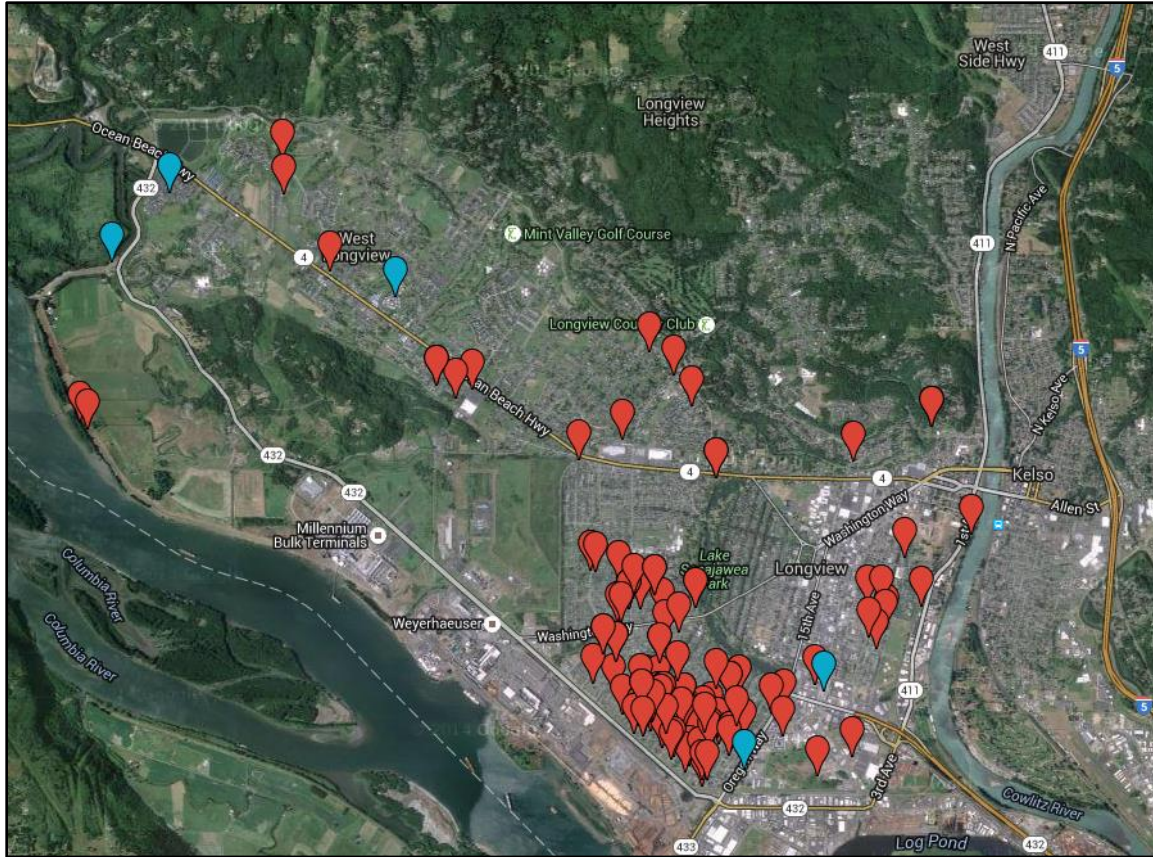 411
West
Side Hwy
5
Longview
Heights
Ocean Beach Hwy
432
N Pacific Ave
West
Longview
Mint Valley Golf Course
411
4
Longview Country Club
5
N Kelso Ave
Ocean Beach Hwy
432
432
4
4
Kelso
Washington Way
Allen St
Millennium
Bulk Terminals
1st
Lake
Park
Longview
Columbia River
Weyerhaeuser
Washington
15th Ave
Columbia River
411
5
Oregon Way
3rd Ave
Cowlitz River
432
433
Log Pond
432